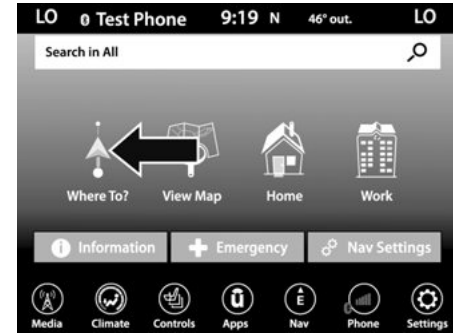 LO Test Phone 9:19 N 46° out. LO
Search in All
Where To? View Map Home Work
i Information Emergency Nav Settings
Ū E
Media Climate Controls Apps Nav Phone Settings